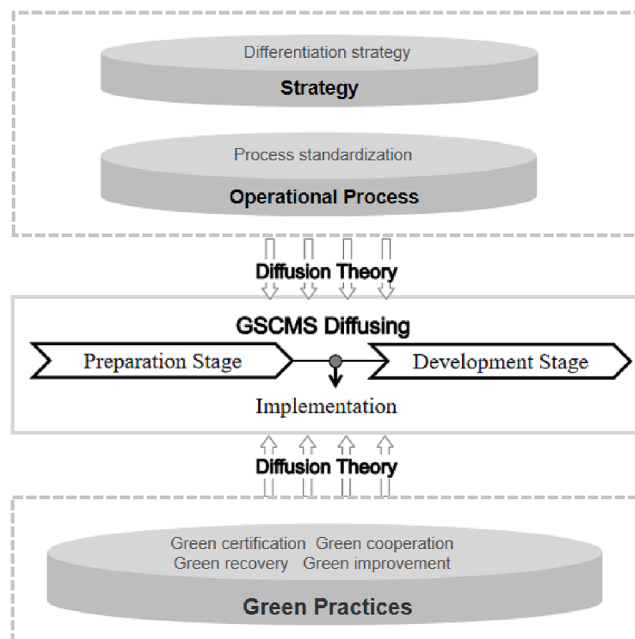 Differentiation strategy
Strategy
Process standardization
Operational Process
Diffusion Theory
GSCMS Diffusing
Preparation Stage
Development Stage
Implementation
Diffusion Theory
Green certification Green cooperation
Green recovery Green improvement
Green Practices